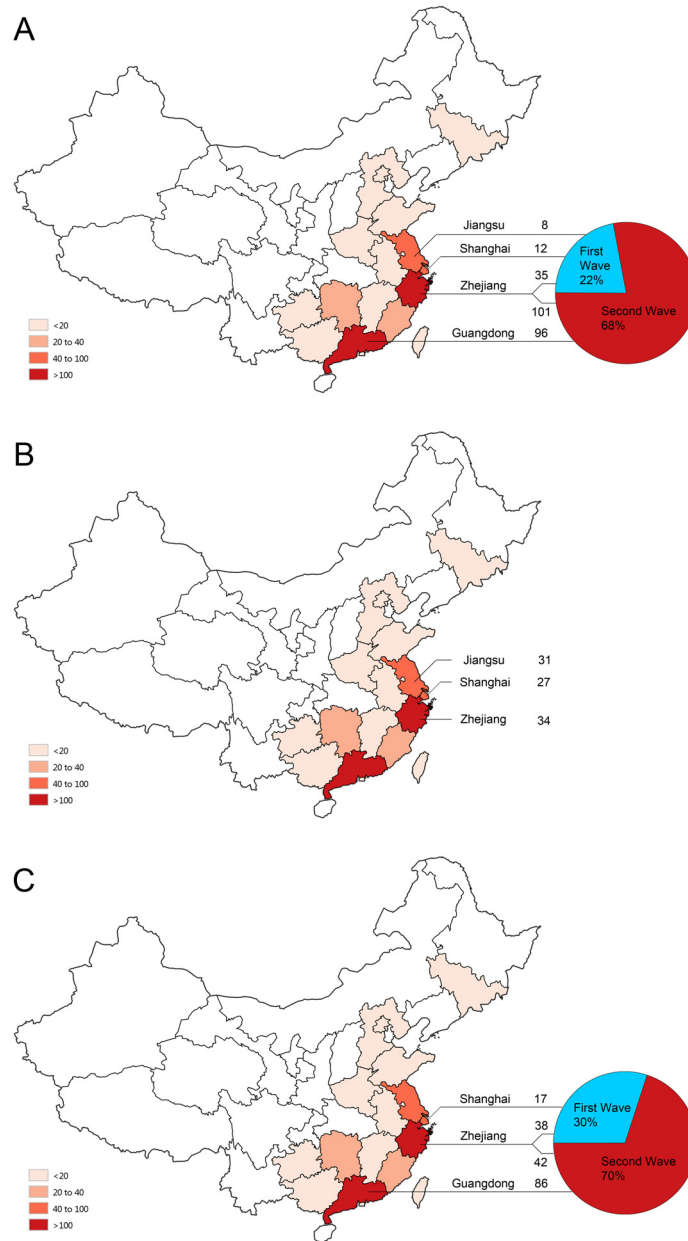 A
Jiangsu 8
Shanghai 12
Zhejiang 35
101
Guangdong 96
First
Wave
22%
Second Wave
68%
<20
20 to 40
40 to 100
>100
B
Jiangsu 31
Shanghai 27
Zhejiang 34
<20
20 to 40
40 to 100
>100
C
Shanghai 17
Zhejiang 38
42
Guangdong 86
First Wave
30%
Second Wave
70%
<20
20 to 40
40 to 100
>100